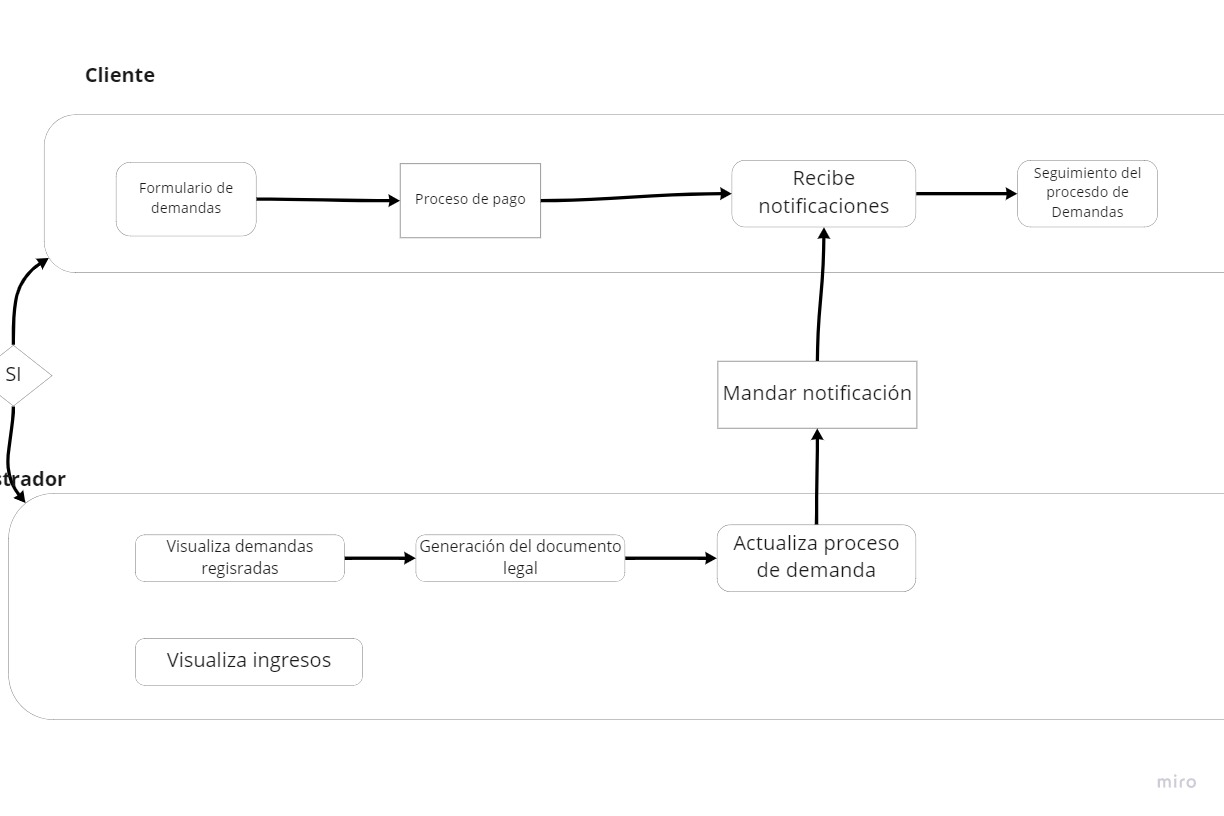 Cliente
Formulario de
demandas
Proceso de pago
Recibe
notificaciones
Seguimiento del
procesdo de
Demandas
SI
Mandar notificación
strador
Visualiza demandas
regisradas
Generación del documento
legal
Actualiza proceso
de demanda
Visualiza ingresos
miro